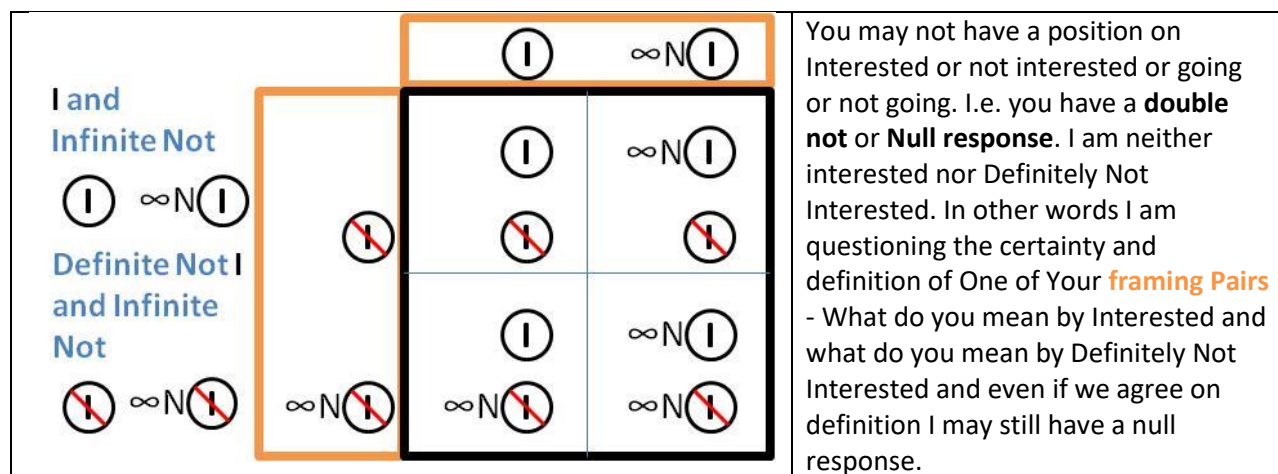 I and
Infinite Not
I ∞N I
Definite Not I
and Infinite
Not
I ∞N I
I ∞N I
I
∞N I
I ∞N I
I I
I ∞N I
∞N I ∞N I
You may not have a position on
Interested or not interested or going
or not going. I.e. you have a double
not or Null response. I am neither
interested nor Definitely Not
Interested. In other words I am
questioning the certainty and
definition of One of Your framing Pairs
- What do you mean by Interested and
what do you mean by Definitely Not
Interested and even if we agree on
definition I may still have a null
response.